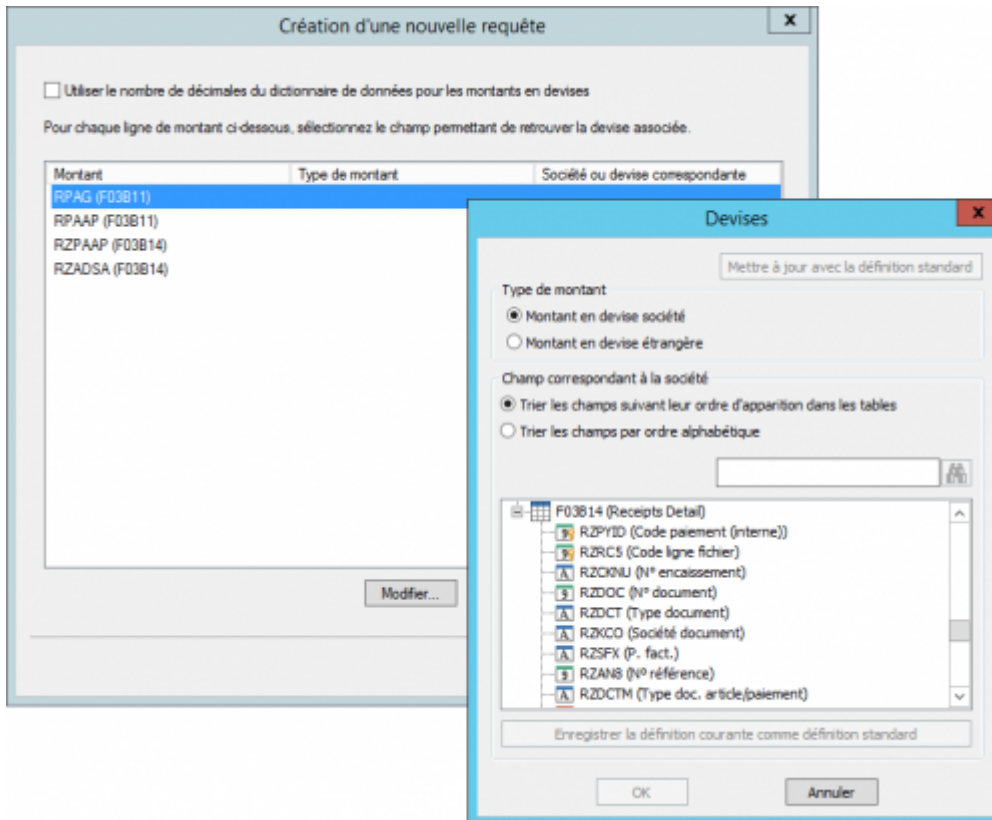 Création d'une nouvelle requête
x
Utiliser le nombre de décimales du dictionnaire de données pour les montants en devises
Pour chaque ligne de montant ci-dessous, sélectionnez le champ permettant de retrouver la devise associée.
Montant Type de montant Société ou devise correspondante
RPAG (F03B11)
RPAAP (F03B11)
RZPAAP (F03B14)
RZADSA (F03B14)
Modifier...
Devises
x
Mettre à jour avec la définition standard
Type de montant
Montant en devise société
Montant en devise étrangère
Champ correspondant à la société
Trier les champs suivant leur ordre d'apparition dans les tables
Trier les champs par ordre alphabétique
F03B14 (Receipts Detail)
9 RZPYID (Code paiement (interne))
9 RZRC5 (Code ligne fichier)
A RZCKNU (N° encaissement)
9 RZDOC (N° document)
A RZDCT (Type document)
A RZKCO (Société document)
A RZSFX (P. fact.)
9 RZAN8 (Nº référence)
A RZDCTM (Type doc. article/paiement)
Enregistrer la définition courante comme définition standard
OK Annuler